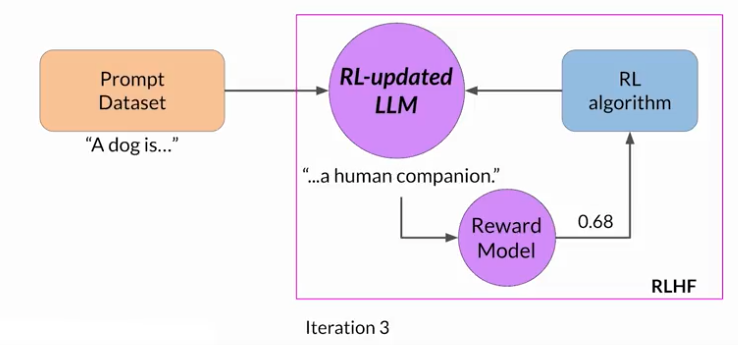 Prompt
Dataset
“A dog is...”
RL-updated
LLM
“...a human companion.”
RL
algorithm
Reward
Model
0.68
RLHF
Iteration 3